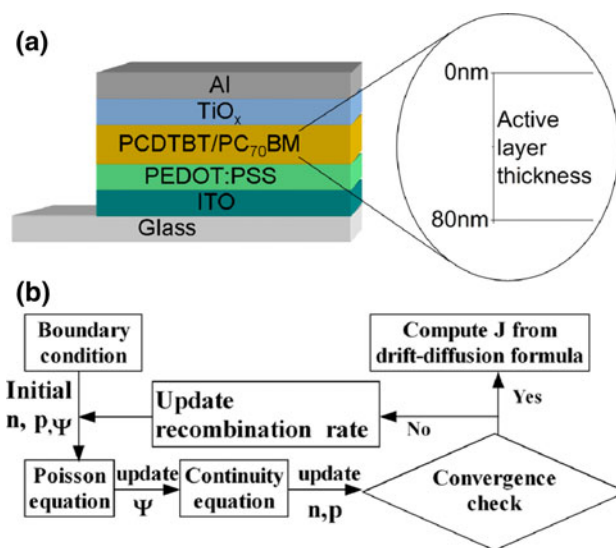 (a)
Al
TiOx
PCDTBT/PC70BM
PEDOT:PSS
ITO
Glass
0nm
Active
layer
thickness
80nm
(b)
Boundary
condition
Compute J from
drift-diffusion formula
Initial
n, p,Ψ
Update
recombination rate
No
Yes
Poisson
equation
update
Ψ
Continuity
equation
update
n,p
Convergence
check